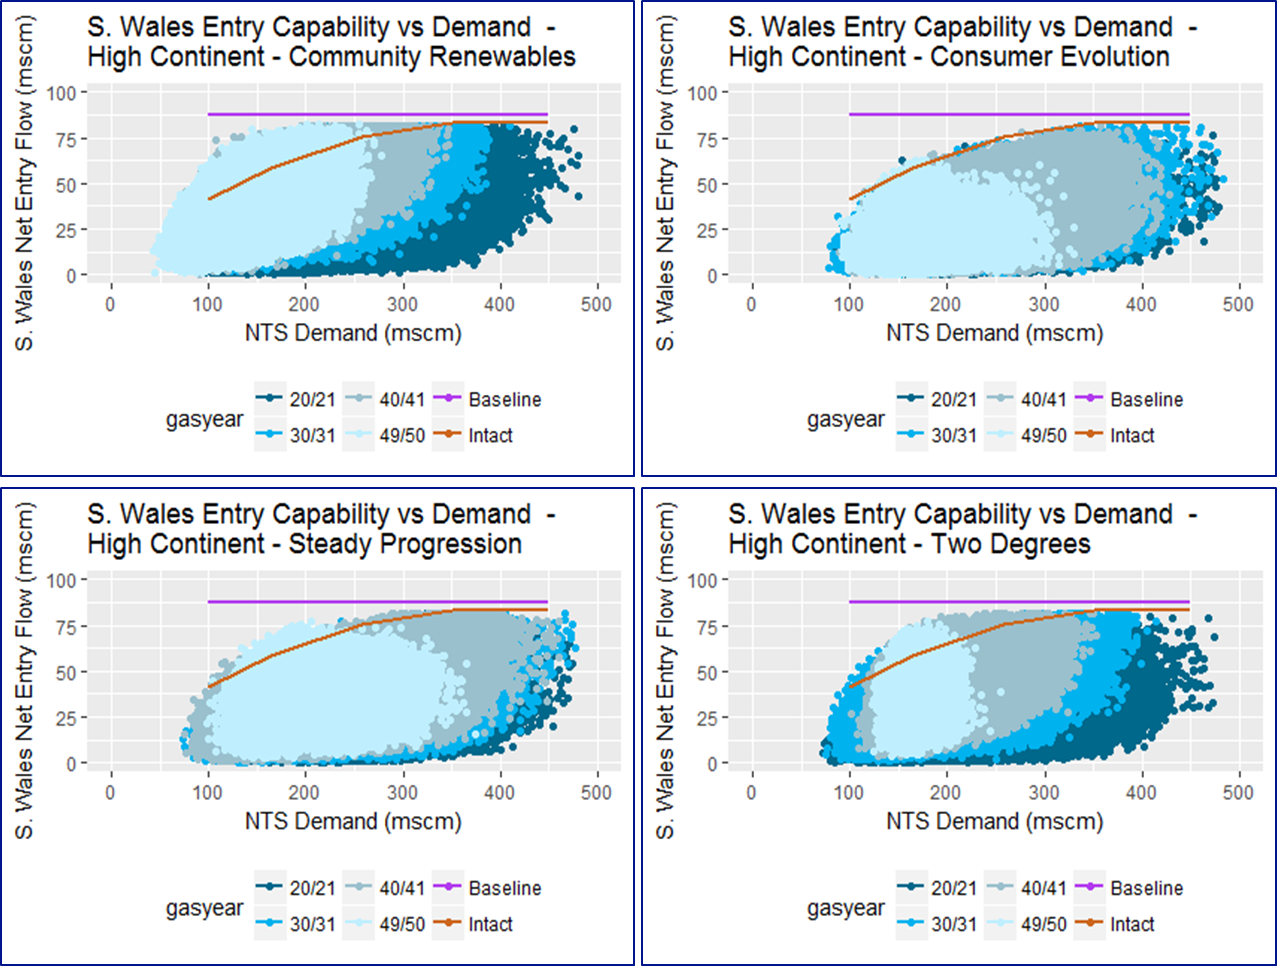 S. Wales Entry Capability vs Demand -
High Continent - Community Renewables
S. Wales Net Entry Flow (mscm)
100
75
50
25
0
0 100 200 300 400 500
NTS Demand (mscm)
gasyear
20/21 40/41 Baseline
30/31 49/50 Intact
S. Wales Entry Capability vs Demand -
High Continent - Consumer Evolution
S. Wales Net Entry Flow (mscm)
100
75
50
25
0
0 100 200 300 400 500
NTS Demand (mscm)
gasyear
20/21 40/41 Baseline
30/31 49/50 Intact
S. Wales Entry Capability vs Demand -
High Continent - Steady Progression
S. Wales Net Entry Flow (mscm)
100
75
50
25
0
0 100 200 300 400 500
NTS Demand (mscm)
gasyear
20/21 40/41 Baseline
30/31 49/50 Intact
S. Wales Entry Capability vs Demand -
High Continent - Two Degrees
S. Wales Net Entry Flow (mscm)
100
75
50
25
0
0 100 200 300 400 500
NTS Demand (mscm)
gasyear
20/21 40/41 Baseline
30/31 49/50 Intact